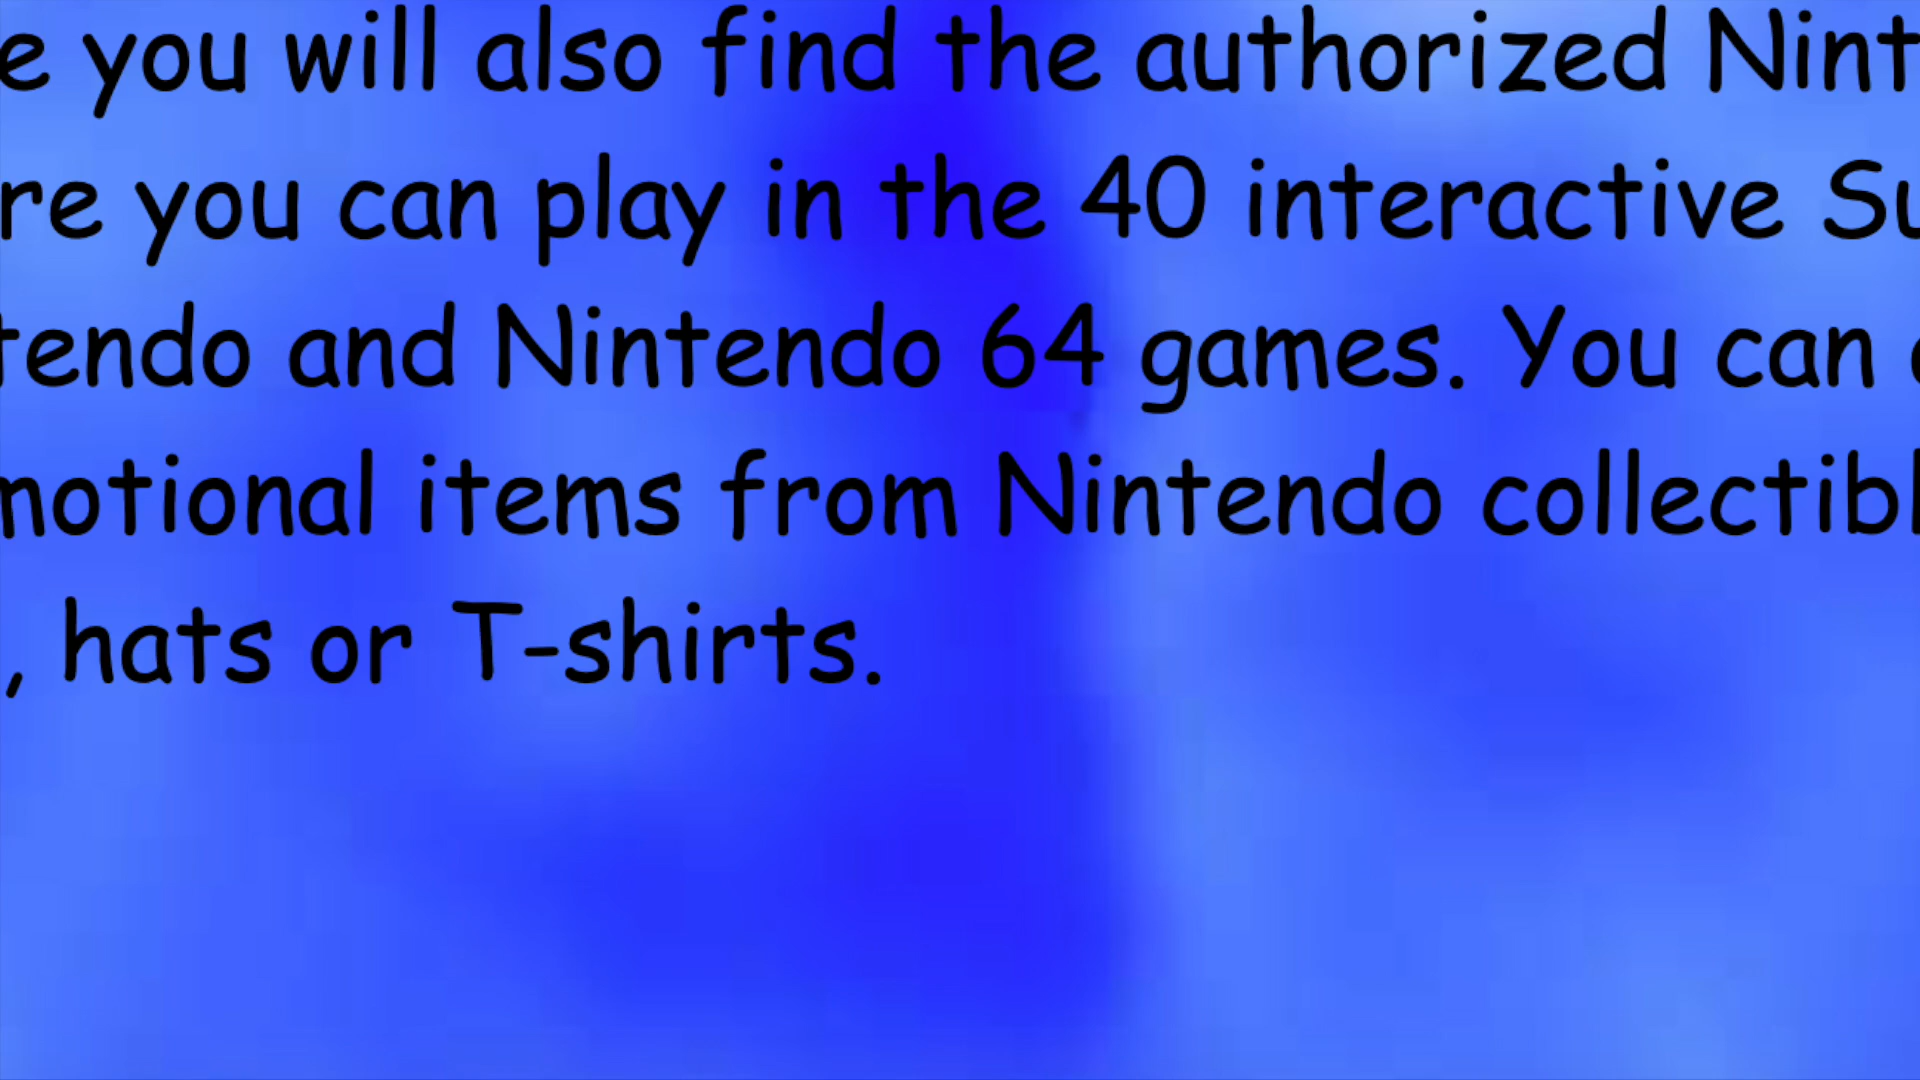 e you will also find the authorized Nint
re you can play in the 40 interactive Su
tendo and Nintendo 64 games. You can
motional items from Nintendo collectibl
, hats or T-shirts.